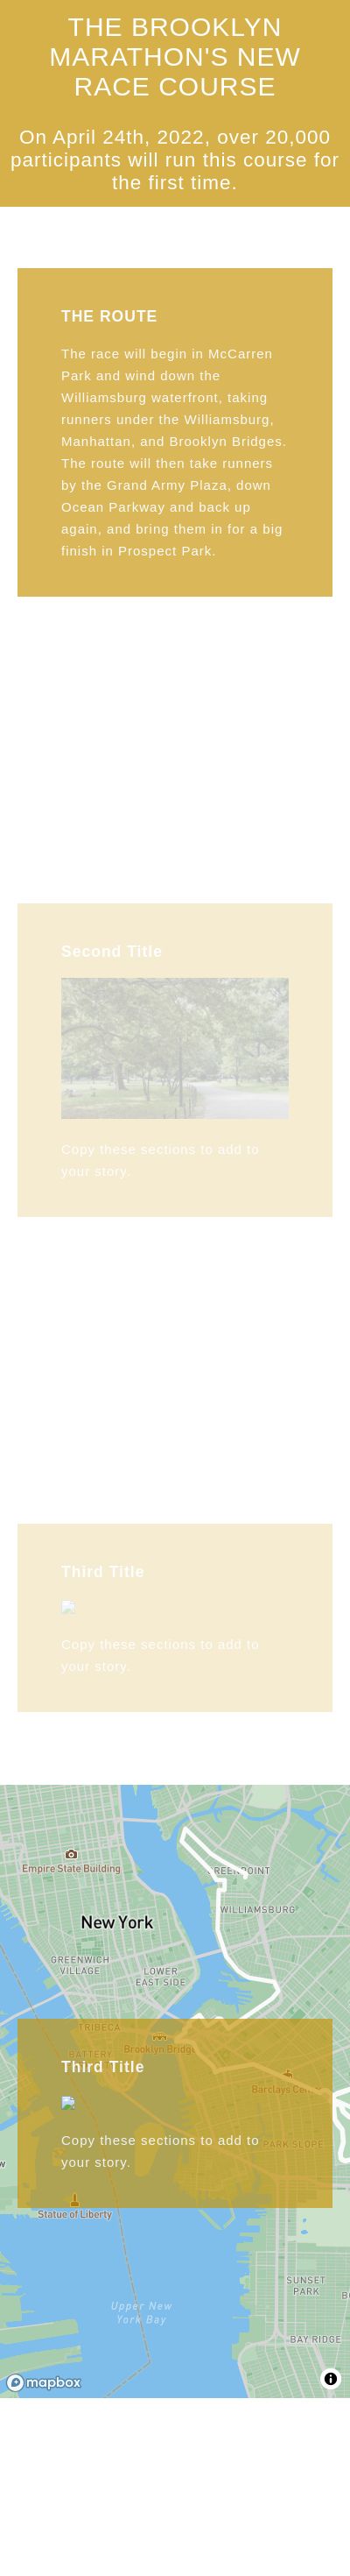 THE BROOKLYN
MARATHON'S NEW
RACE COURSE
On April 24th, 2022, over 20,000
participants will run this course for
the first time.
THE ROUTE
The race will begin in McCarren
Park and wind down the
Williamsburg waterfront, taking
runners under the Williamsburg,
Manhattan, and Brooklyn Bridges.
The route will then take runners
by the Grand Army Plaza, down
Ocean Parkway and back up
again, and bring them in for a big
finish in Prospect Park.
Second Title
Copy these sections to add to
your story.
Third Title
Copy these sections to add to
your story.
Empire State Building
GREENPOINT
WILLIAMSBURG
New York
GREENWICH
VILLAGE
LOWER
EAST SIDE
TRIBECA
BATTERY
Brooklyn Bridge
Third Title
Barclays Ce
Copy these sections to add to
PARK SLOPE
your story.
Statue of Liberty
SUNSET
PARK
Upper New
York Bay
BAY RIDGE
mapbox